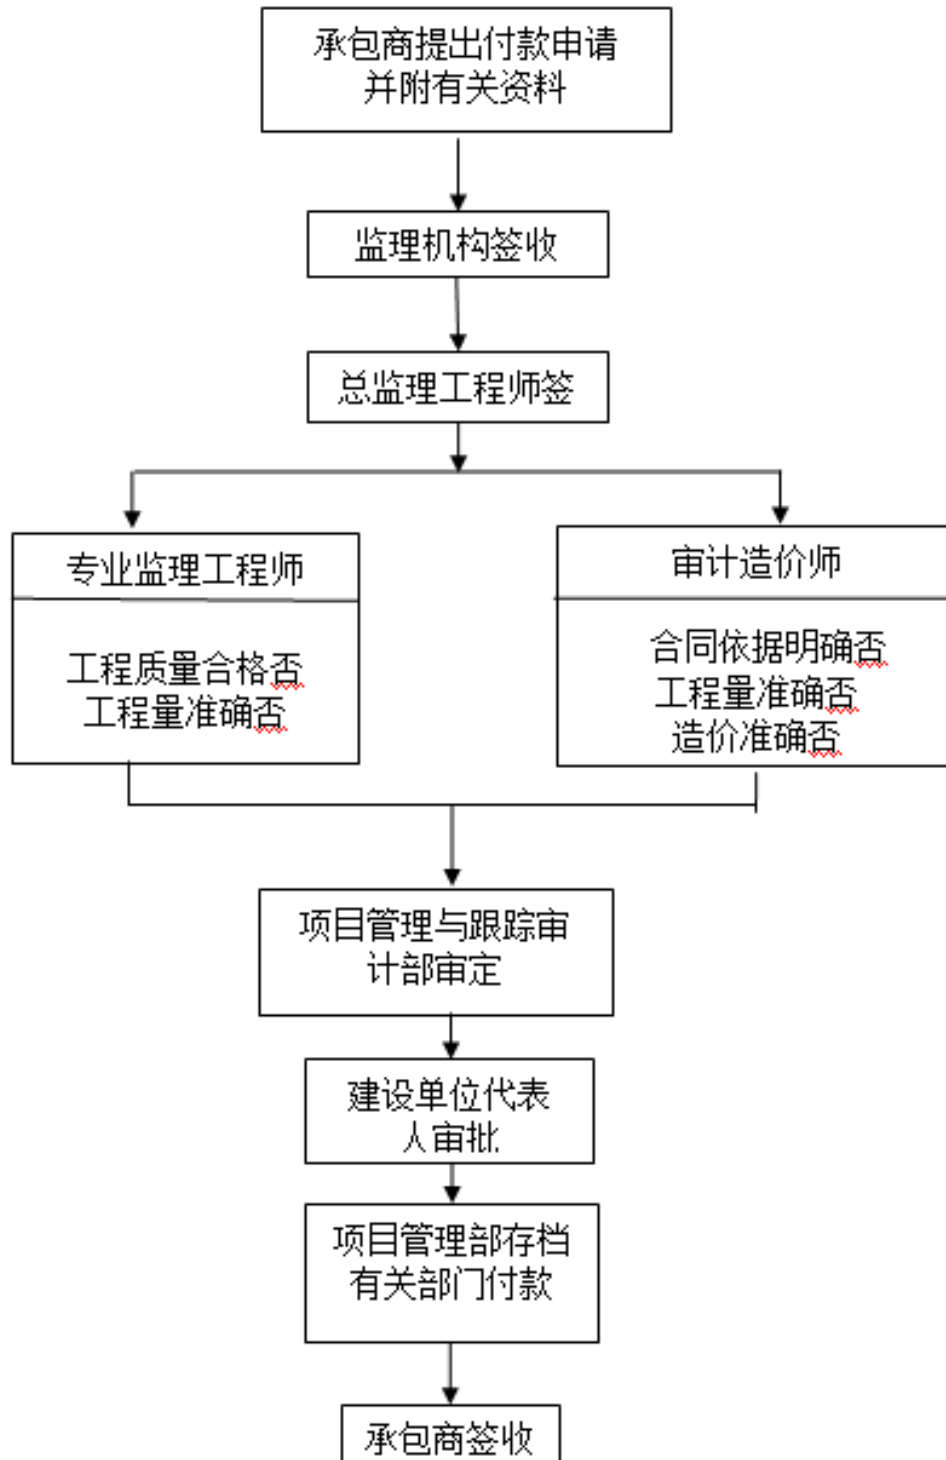 承包商提出付款申请
并附有关资料
监理机构签收
总监理工程师签
专业监理工程师
工程质量合格否
工程量准确否
审计造价师
合同依据明确否
工程量准确否
造价准确否
项目管理与跟踪审
计部审定
建设单位代表
人审批
项目管理部存档
有关部门付款
承包商签收